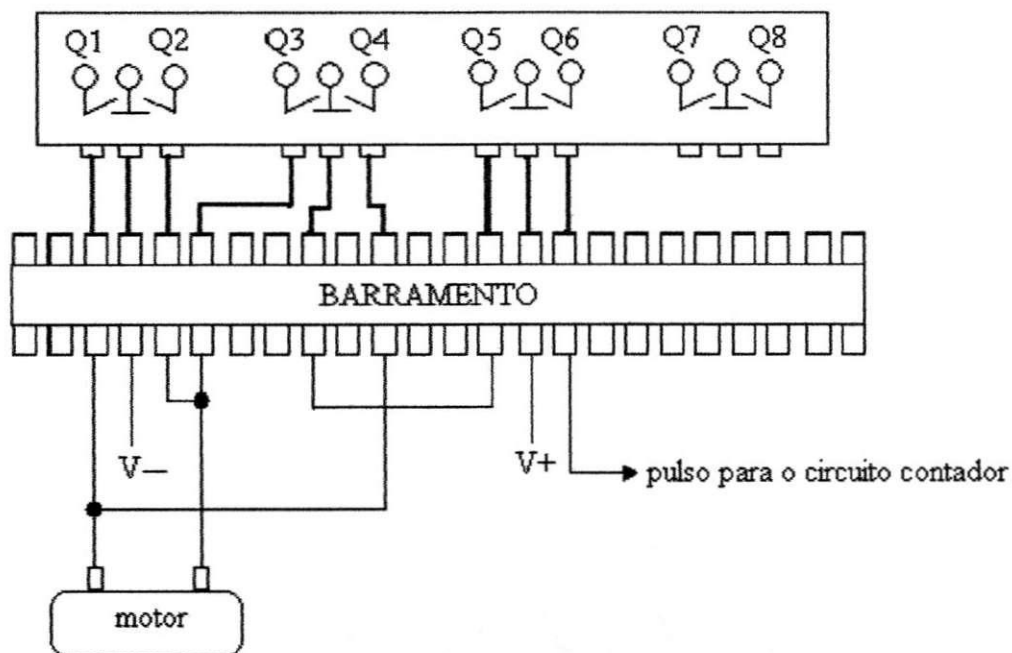 Q1 Q2 Q3 Q4 Q5 Q6 Q7 Q8
BARRAMENTO
V—
V+
pulso para o circuito contador
motor